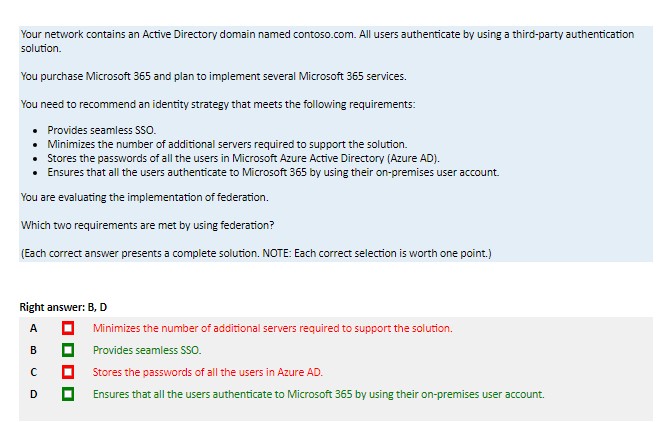 Your network contains an Active Directory domain named contoso.com. All users authenticate by using a third-party authentication
solution.
You purchase Microsoft 365 and plan to implement several Microsoft 365 services.
You need to recommend an identity strategy that meets the following requirements:
• Provides seamless SSO.
• Minimizes the number of additional servers required to support the solution.
• Stores the passwords of all the users in Microsoft Azure Active Directory (Azure AD).
• Ensures that all the users authenticate to Microsoft 365 by using their on-premises user account.
You are evaluating the implementation of federation.
Which two requirements are met by using federation?
(Each correct answer presents a complete solution. NOTE: Each correct selection is worth one point.)
Right answer: B, D
A Minimizes the number of additional servers required to support the solution.
B Provides seamless SSO.
C Stores the passwords of all the users in Azure AD.
D Ensures that all the users authenticate to Microsoft 365 by using their on-premises user account.